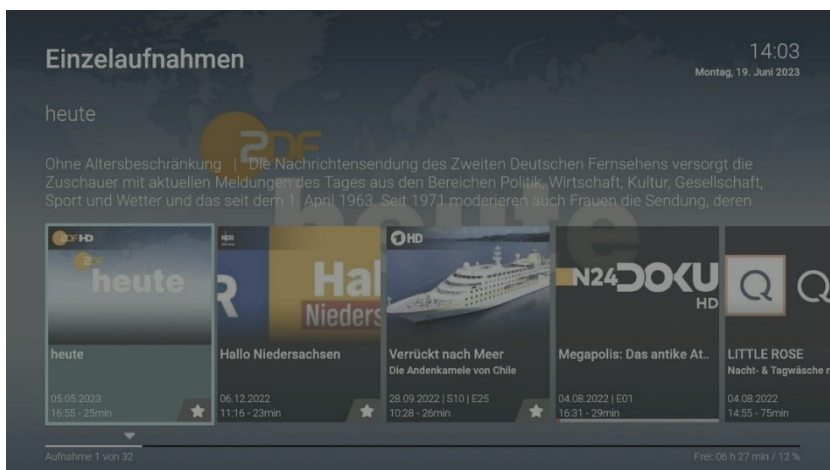 Einzelaufnahmen
14:03
Montag, 19. Juni 2023
heute
ZDF
heute
Ohne Altersbeschränkung | Die Nachrichtensendung des Zweiten Deutschen Fernsehens versorgt die
Zuschauer mit aktuellen Meldungen des Tages aus den Bereichen Politik, Wirtschaft, Kultur, Gesellschaft,
Sport und Wetter und das seit dem 1. April 1963. Seit 1971 moderieren auch Frauen die Sendung, deren
ZDF HD
ZDF
heute
heute
05.05.2023
16:55 - 25min
NDR
R
Hal
Nieders
Hallo Niedersachsen
06.12.2022
11:16 - 23min
1 HD
Verrückt nach Meer
Die Andenkamele von Chile
28.09.2022 | S10 | E25
10:28 - 26min
N24 DOKU
HD
Megapolis: Das antike At..
04.08.2022 | E01
16:31 - 29min
Q
Q
LITTLE ROSE
Nacht- & Tagwäsche
04.08.2022
14:55 - 75min
Aufnahme 1 von 32
Frei: 06 h 27 min / 12 %